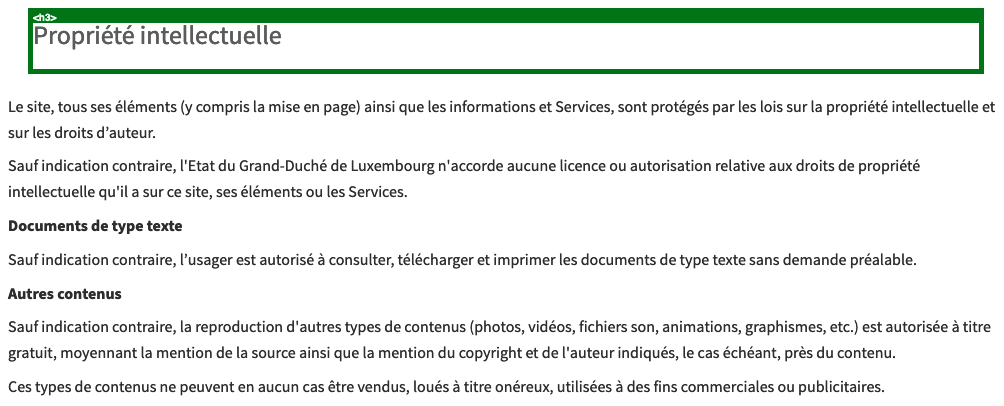 <h3>
Propriété intellectuelle
Le site, tous ses éléments (y compris la mise en page) ainsi que les informations et Services, sont protégés par les lois sur la propriété intellectuelle et
sur les droits d’auteur.
Sauf indication contraire, l'Etat du Grand-Duché de Luxembourg n'accorde aucune licence ou autorisation relative aux droits de propriété
intellectuelle qu'il a sur ce site, ses éléments ou les Services.
Documents de type texte
Sauf indication contraire, l’usager est autorisé à consulter, télécharger et imprimer les documents de type texte sans demande préalable.
Autres contenus
Sauf indication contraire, la reproduction d'autres types de contenus (photos, vidéos, fichiers son, animations, graphismes, etc.) est autorisée à titre
gratuit, moyennant la mention de la source ainsi que la mention du copyright et de l'auteur indiqués, le cas échéant, près du contenu.
Ces types de contenus ne peuvent en aucun cas être vendus, loués à titre onéreux, utilisées à des fins commerciales ou publicitaires.